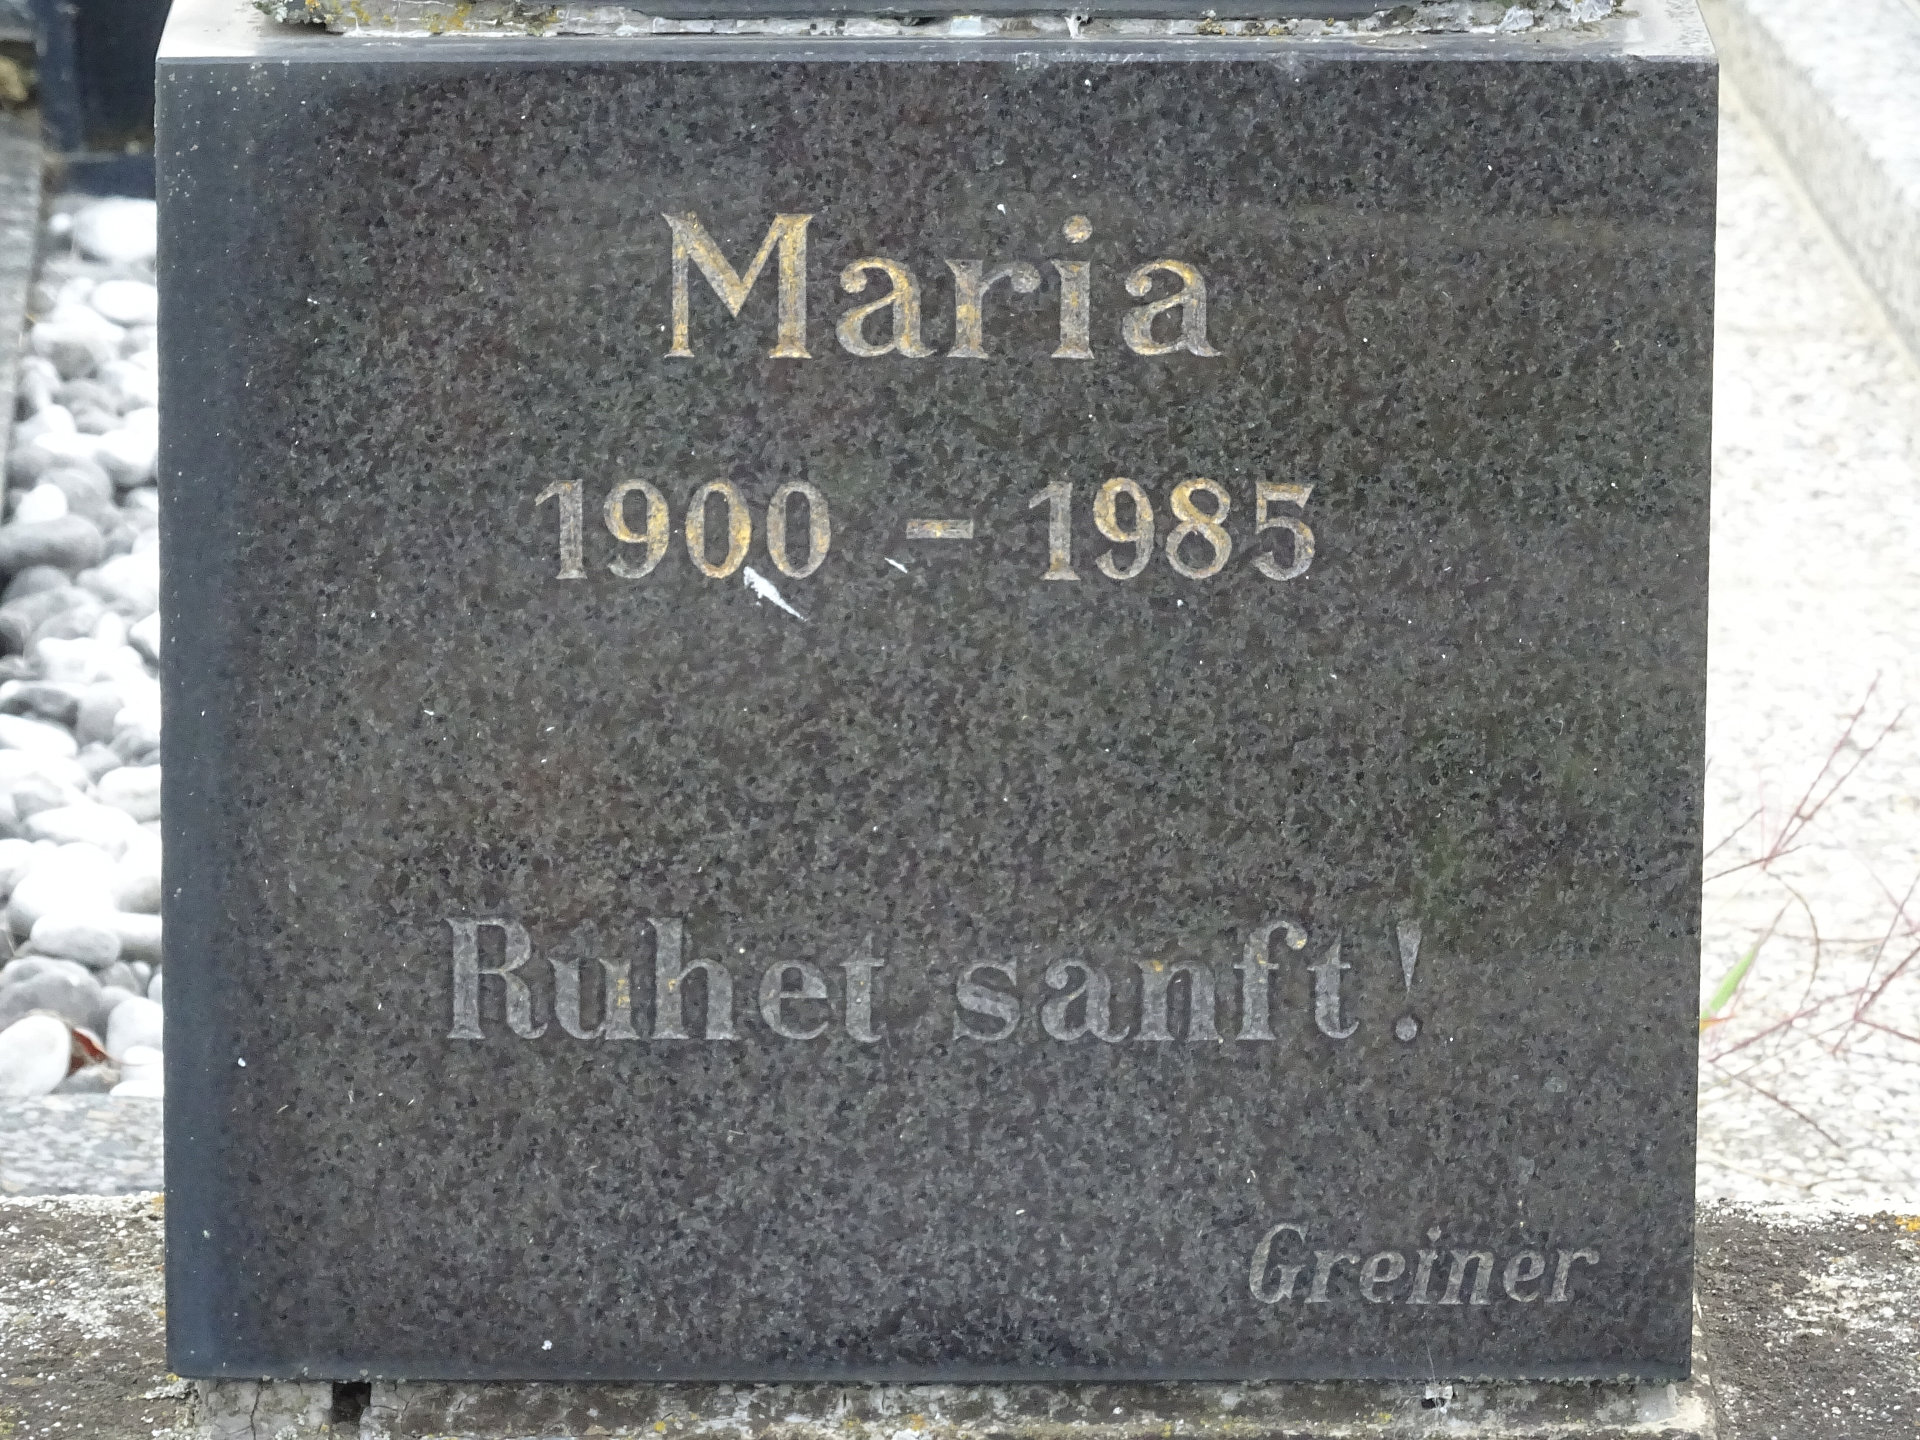 Maria
1900 - 1985
Ruhet sanft!
Greiner